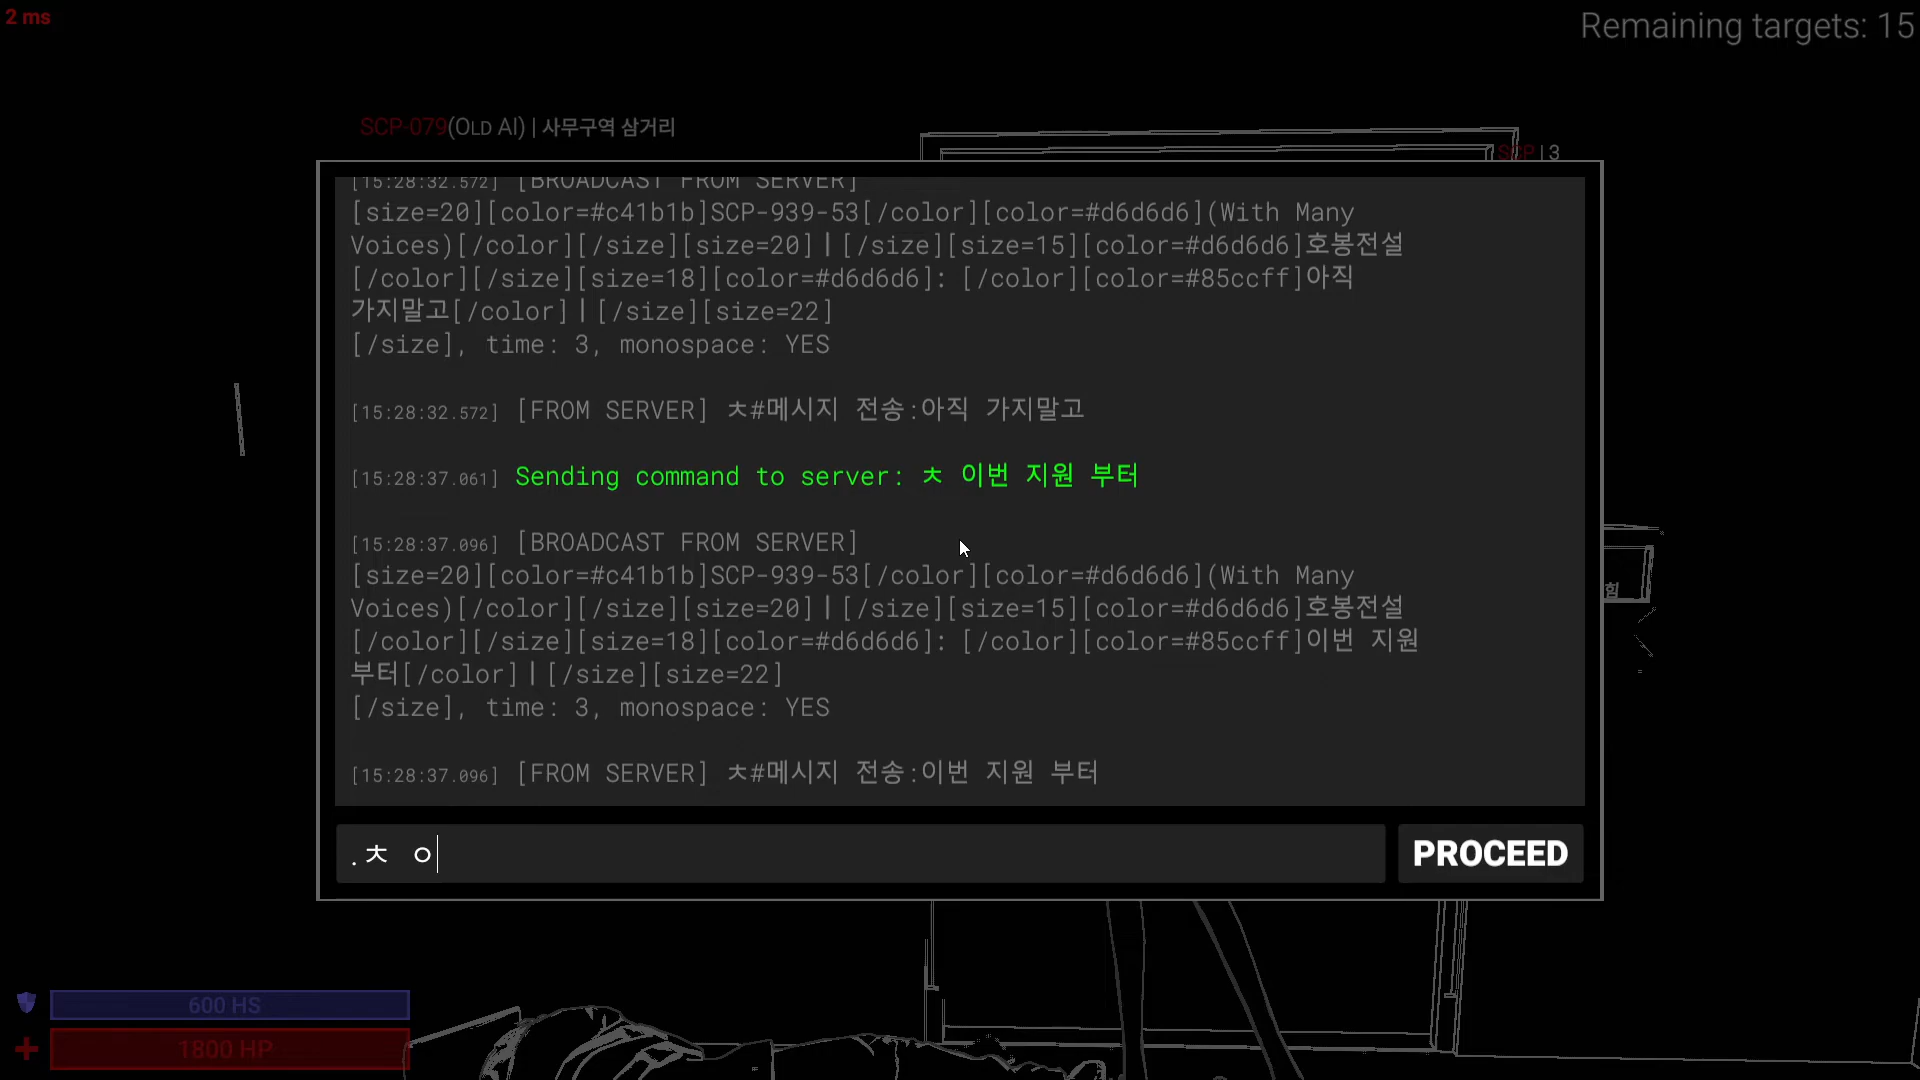 2 ms
Remaining targets: 15
SCP-079(OLD AI) | 사무구역 삼거리
SCP | 3
[15:28:32.572] [BROADCAST FROM SERVER]
[size=20][color=#c41b1b]SCP-939-53[/color][color=#d6d6d6](With Many
Voices)[/color][/size][size=20]|[/size][size=15][color=#d6d6d6]호봉전설
[/color][/size][size=18][color=#d6d6d6]: [/color][color=#85ccff]아직
가지말고[/color]|[/size][size=22]
[/size], time: 3, monospace: YES
[15:28:32.572] [FROM SERVER] ㅊ#메시지 전송:아직 가지말고
[15:28:37.061] Sending command to server: ㅊ 이번 지원 부터
[15:28:37.096] [BROADCAST FROM SERVER]
[size=20][color=#c41b1b]SCP-939-53[/color][color=#d6d6d6](With Many
Voices)[/color][/size][size=20]|[/size][size=15][color=#d6d6d6]호봉전설
[/color][/size][size=18][color=#d6d6d6]: [/color][color=#85ccff]이번 지원
부터[/color]|[/size][size=22]
[/size], time: 3, monospace: YES
[15:28:37.096] [FROM SERVER] ㅊ#메시지 전송:이번 지원 부터
힘
.ㅊ ㅇ
PROCEED
600 HS
1800 HP